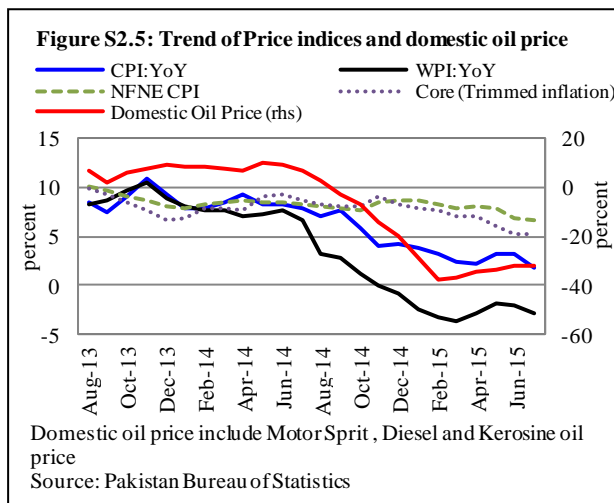 Figure S2.5: Trend of Price indices and domestic oil price
CPI:YoY WPI:YoY
NFNE CPI Core (Trimmed inflation)
Domestic Oil Price (rhs)
15 20
10 0
5 -20
0 -40
-5 -60
percent percent
Aug-13 Oct-13 Dec-13 Feb-14 Apr-14 Jun-14 Aug-14 Oct-14 Dec-14 Feb-15 Apr-15 Jun-15
Domestic oil price include Motor Sprit , Diesel and Kerosine oil
price
Source: Pakistan Bureau of Statistics